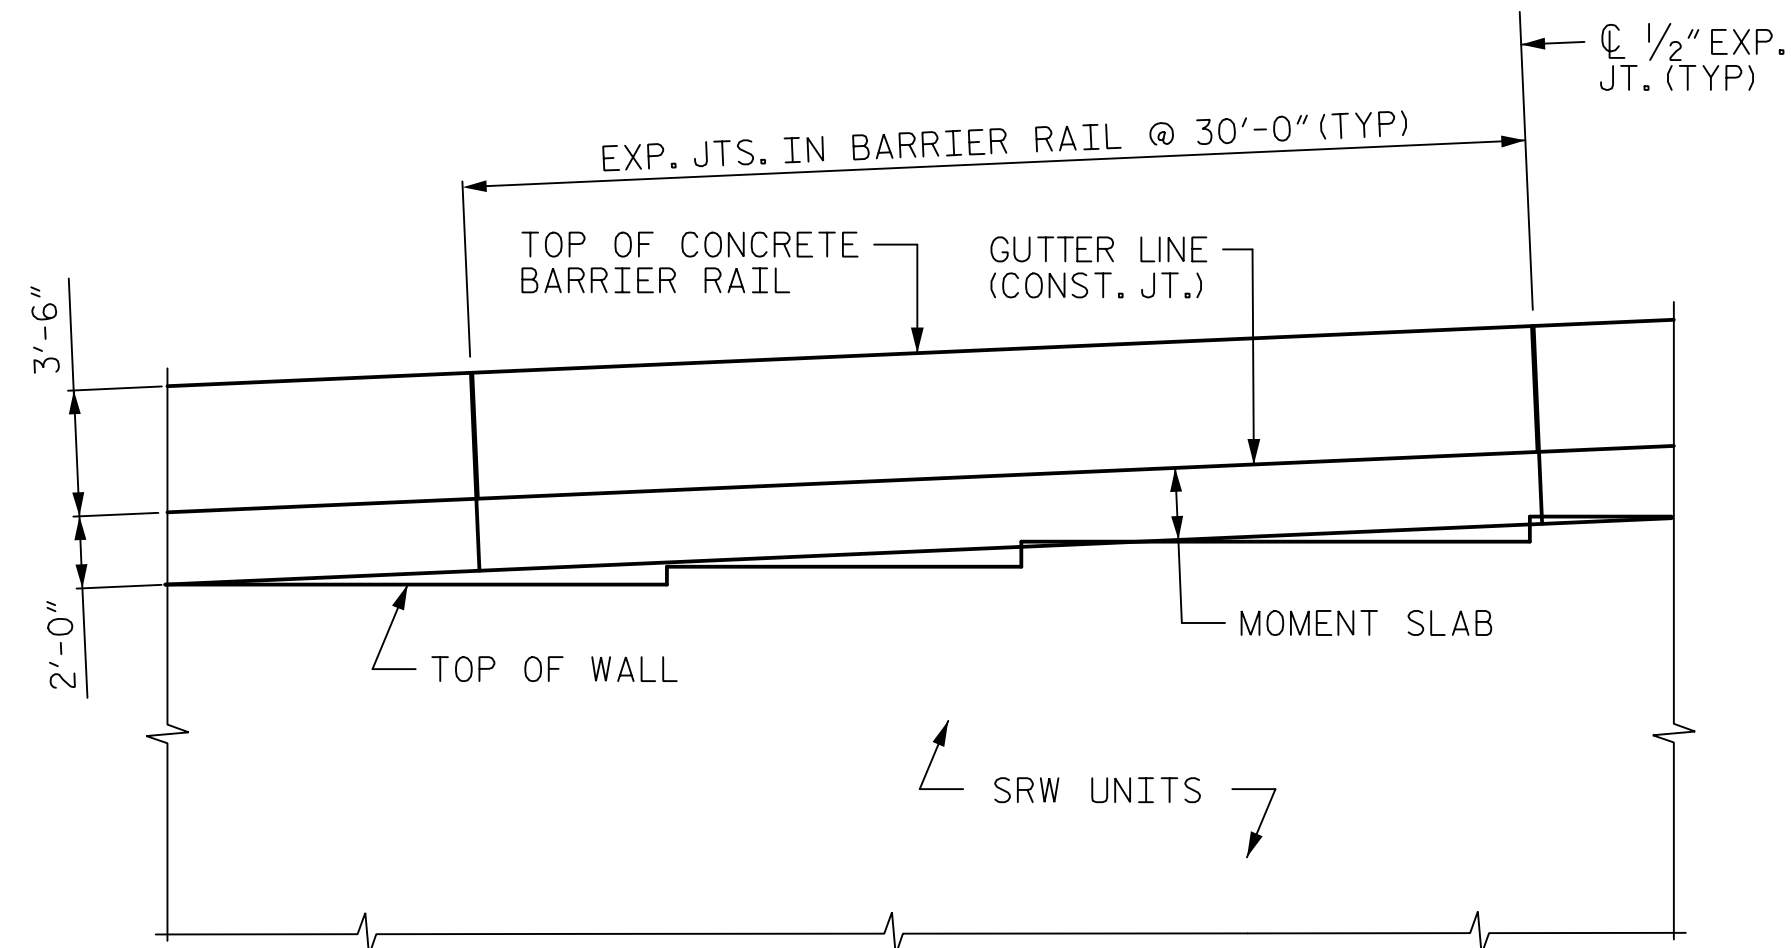 ℄ 1/2" EXP.
JT. (TYP)
EXP. JTS. IN BARRIER RAIL @ 30'-0" (TYP)
TOP OF CONCRETE
BARRIER RAIL
GUTTER LINE
(CONST. JT.)
3'-6"
2'-0"
MOMENT SLAB
TOP OF WALL
SRW UNITS